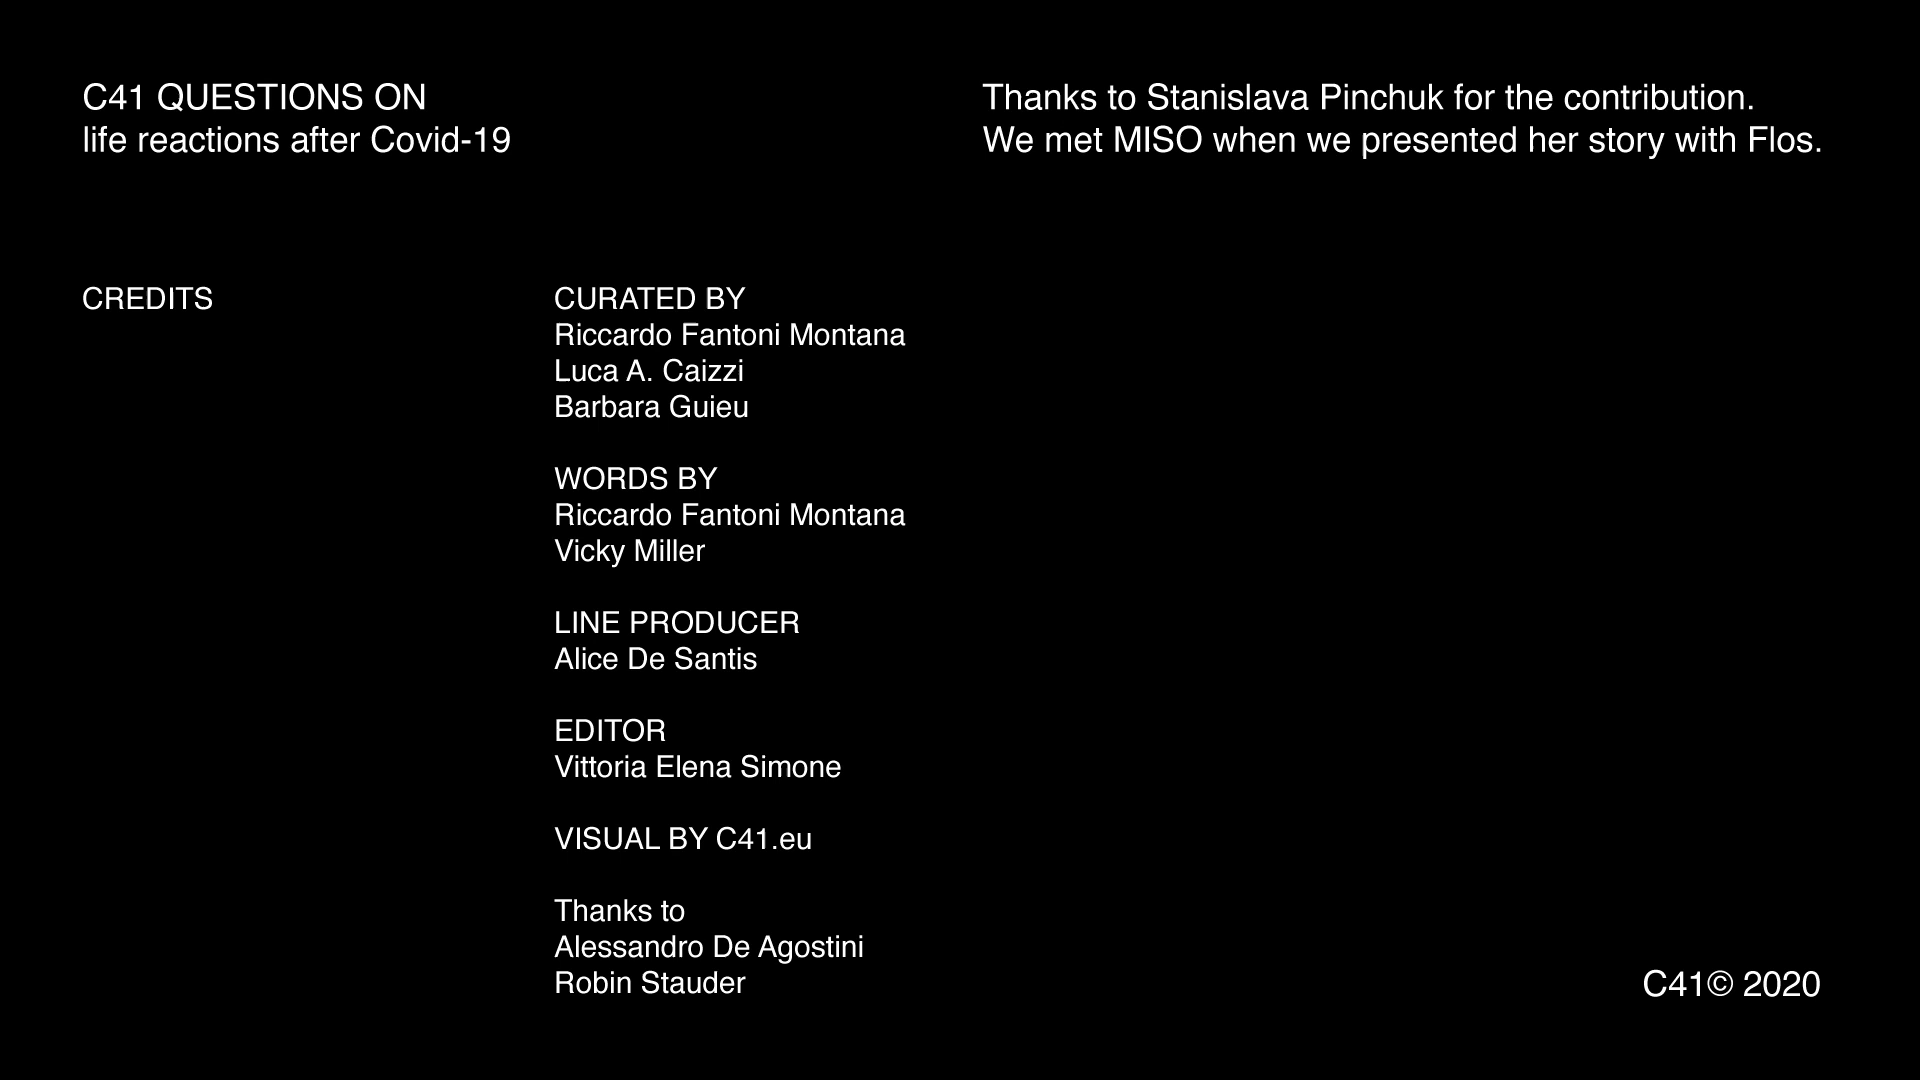 C41 QUESTIONS ON
life reactions after Covid-19
Thanks to Stanislava Pinchuk for the contribution.
We met MISO when we presented her story with Flos.
CREDITS
CURATED BY
Riccardo Fantoni Montana
Luca A. Caizzi
Barbara Guieu
WORDS BY
Riccardo Fantoni Montana
Vicky Miller
LINE PRODUCER
Alice De Santis
EDITOR
Vittoria Elena Simone
VISUAL BY C41.eu
Thanks to
Alessandro De Agostini
Robin Stauder
C41© 2020